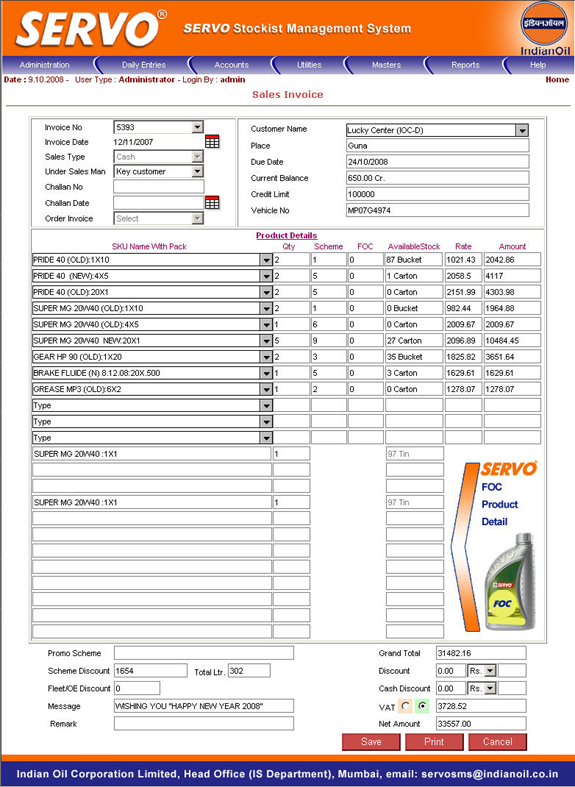 SERVO® SERVO Stockist Management System
इंडियनऑयल
IndianOil
Administration Daily Entries Accounts Utilities Masters Reports Help
Date : 9.10.2008 - User Type : Administrator - Login By : admin Home
Sales Invoice
Invoice No 5393
Invoice Date 12/11/2007
Sales Type Cash
Under Sales Man Key customer
Challan No
Challan Date
Order Invoice Select
Customer Name Lucky Center (IOC-D)
Place Guna
Due Date 24/10/2008
Current Balance 650.00 Cr.
Credit Limit 100000
Vehicle No MP07G4974
Product Details
SKU Name With Pack Qty Scheme FOC AvailableStock Rate Amount
PRIDE 40 (OLD):1X10 2 1 0 87 Bucket 1021.43 2042.86
PRIDE 40 (NEW):4X5 2 5 0 1 Carton 2058.5 4117
PRIDE 40 (OLD):20X1 2 5 0 0 Carton 2151.99 4303.98
SUPER MG 20W40 (OLD):1X10 2 1 0 0 Bucket 982.44 1964.88
SUPER MG 20W40 (OLD):4X5 1 6 0 0 Carton 2009.67 2009.67
SUPER MG 20W40 NEW:20X1 5 9 0 27 Carton 2096.89 10484.45
GEAR HP 90 (OLD):1X20 2 3 0 35 Bucket 1825.82 3651.64
BRAKE FLUIDE (N) 8.12.08:20X.500 1 5 0 3 Carton 1629.61 1629.61
GREASE MP3 (OLD):6X2 1 2 0 0 Carton 1278.07 1278.07
Type
Type
Type
SUPER MG 20W40 :1X1 1 97 Tin
SUPER MG 20W40 :1X1 1 97 Tin
SERVO®
FOC
Product
Detail
SERVO
FOC
Promo Scheme
Scheme Discount 1654 Total Ltr. 302
Fleet/OE Discount 0
Message WISHING YOU "HAPPY NEW YEAR 2008"
Remark
Grand Total 31482.16
Discount 0.00 Rs.
Cash Discount 0.00 Rs.
VAT 3728.52
Net Amount 33557.00
Save Print Cancel
Indian Oil Corporation Limited, Head Office (IS Department), Mumbai, email: servosms@indianoil.co.in